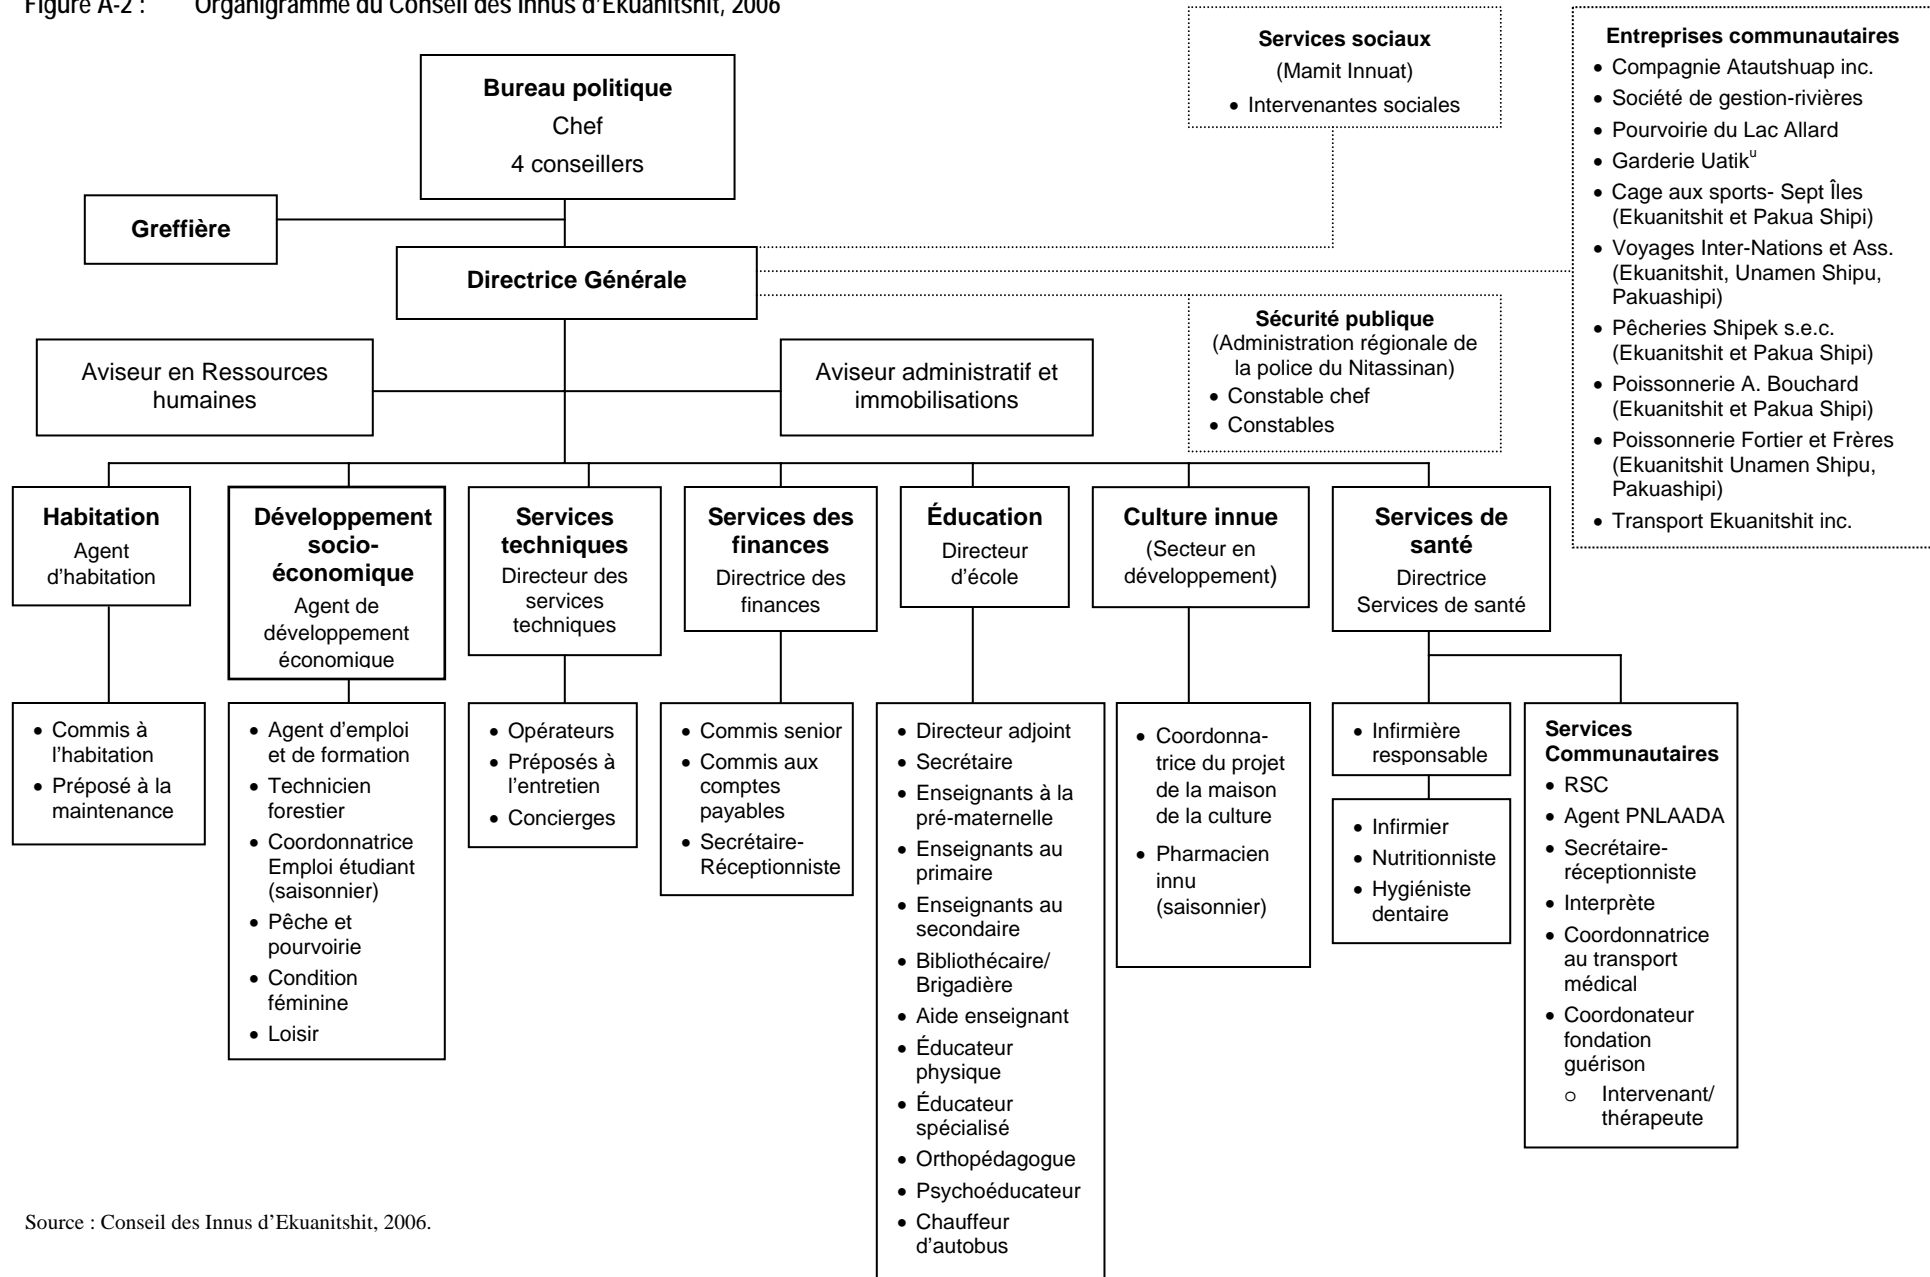 Figure A-2 : Organigramme du Conseil des Innus d'Ekuanitshit, 2006
Bureau politique
Chef
4 conseillers
Greffière
Directrice Générale
Services sociaux
(Mamit Innuat)
• Intervenantes sociales
Entreprises communautaires
• Compagnie Atautshuap inc.
• Société de gestion-rivières
• Pourvoirie du Lac Allard
• Garderie Uatikᵘ
• Cage aux sports- Sept Îles
(Ekuanitshit et Pakua Shipi)
• Voyages Inter-Nations et Ass.
(Ekuanitshit, Unamen Shipu,
Pakuashipi)
• Pêcheries Shipek s.e.c.
(Ekuanitshit et Pakua Shipi)
• Poissonnerie A. Bouchard
(Ekuanitshit et Pakua Shipi)
• Poissonnerie Fortier et Frères
(Ekuanitshit Unamen Shipu,
Pakuashipi)
• Transport Ekuanitshit inc.
Sécurité publique
(Administration régionale de
la police du Nitassinan)
• Constable chef
• Constables
Aviseur en Ressources
humaines
Aviseur administratif et
immobilisations
Habitation
Agent
d'habitation
Développement
socio-
économique
Agent de
développement
économique
Services
techniques
Directeur des
services
techniques
Services des
finances
Directrice des
finances
Éducation
Directeur
d'école
Culture innue
(Secteur en
développement)
Services de
santé
Directrice
Services de santé
• Commis à
l'habitation
• Préposé à la
maintenance
• Agent d'emploi
et de formation
• Technicien
forestier
• Coordonnatrice
Emploi étudiant
(saisonnier)
• Pêche et
pourvoirie
• Condition
féminine
• Loisir
• Opérateurs
• Préposés à
l'entretien
• Concierges
• Commis senior
• Commis aux
comptes
payables
• Secrétaire-
Réceptionniste
• Directeur adjoint
• Secrétaire
• Enseignants à la
pré-maternelle
• Enseignants au
primaire
• Enseignants au
secondaire
• Bibliothécaire/
Brigadière
• Aide enseignant
• Éducateur
physique
• Éducateur
spécialisé
• Orthopédagogue
• Psychoéducateur
• Chauffeur
d'autobus
• Coordonna-
trice du projet
de la maison
de la culture
• Pharmacien
innu
(saisonnier)
• Infirmière
responsable
• Infirmier
• Nutritionniste
• Hygiéniste
dentaire
Services
Communautaires
• RSC
• Agent PNLAADA
• Secrétaire-
réceptionniste
• Interprète
• Coordonnatrice
au transport
médical
• Coordonateur
fondation
guérison
o Intervenant/
thérapeute
Source : Conseil des Innus d'Ekuanitshit, 2006.